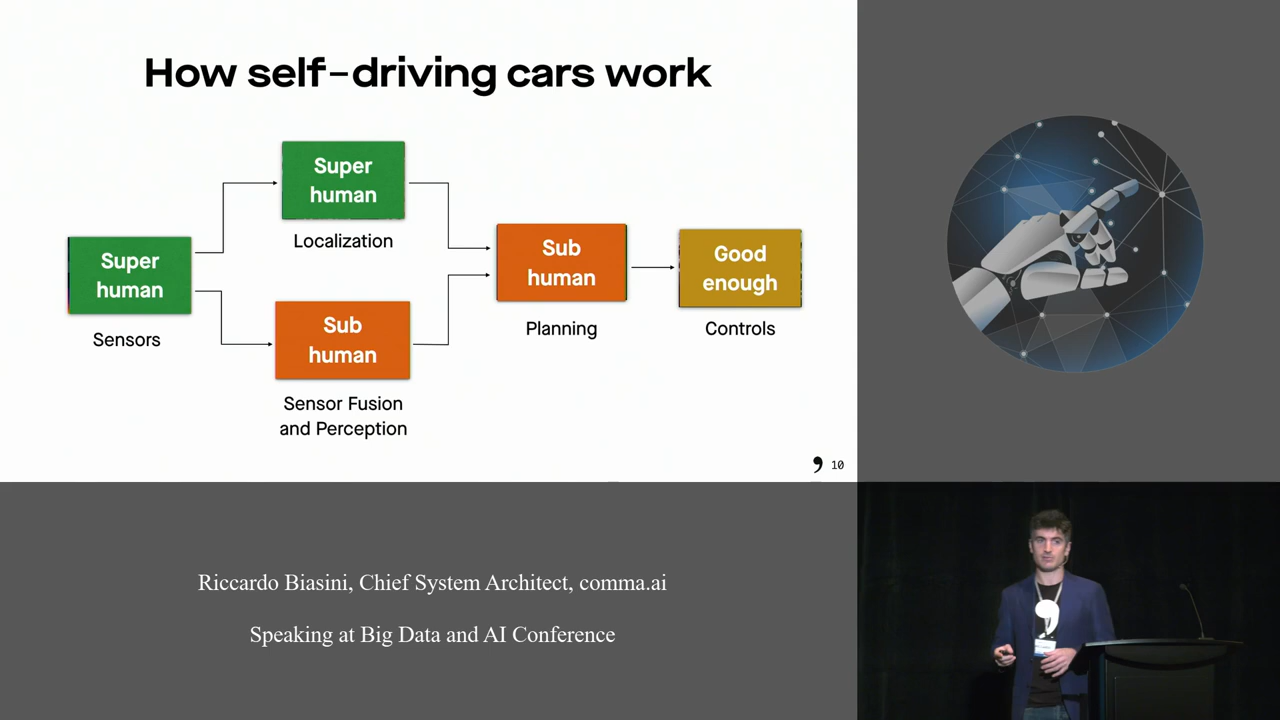 How self-driving cars work
Super
human
Localization
Super
human
Sensors
Sub
human
Sensor Fusion
and Perception
Sub
human
Planning
Good
enough
Controls
10
Riccardo Biasini, Chief System Architect, comma.ai
Speaking at Big Data and AI Conference